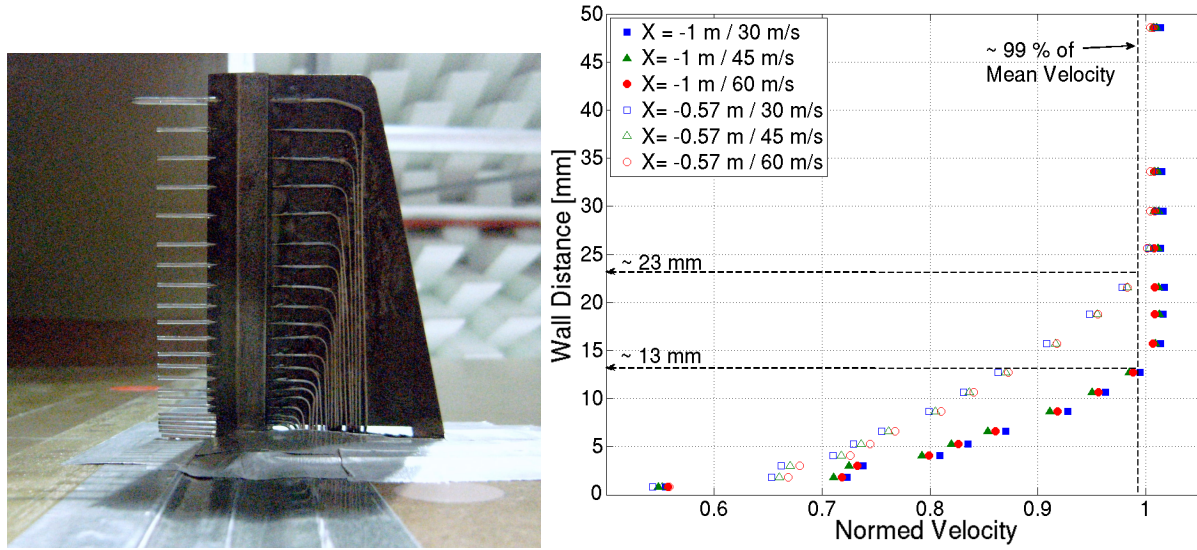 X = -1 m / 30 m/s
X = -1 m / 45 m/s
X = -1 m / 60 m/s
X= -0.57 m / 30 m/s
X= -0.57 m / 45 m/s
X= -0.57 m / 60 m/s
~ 99 % of
Mean Velocity
~ 23 mm
~ 13 mm
Wall Distance [mm]
50
45
40
35
30
25
20
15
10
5
0
0.6
0.7
0.8
0.9
1
Normed Velocity